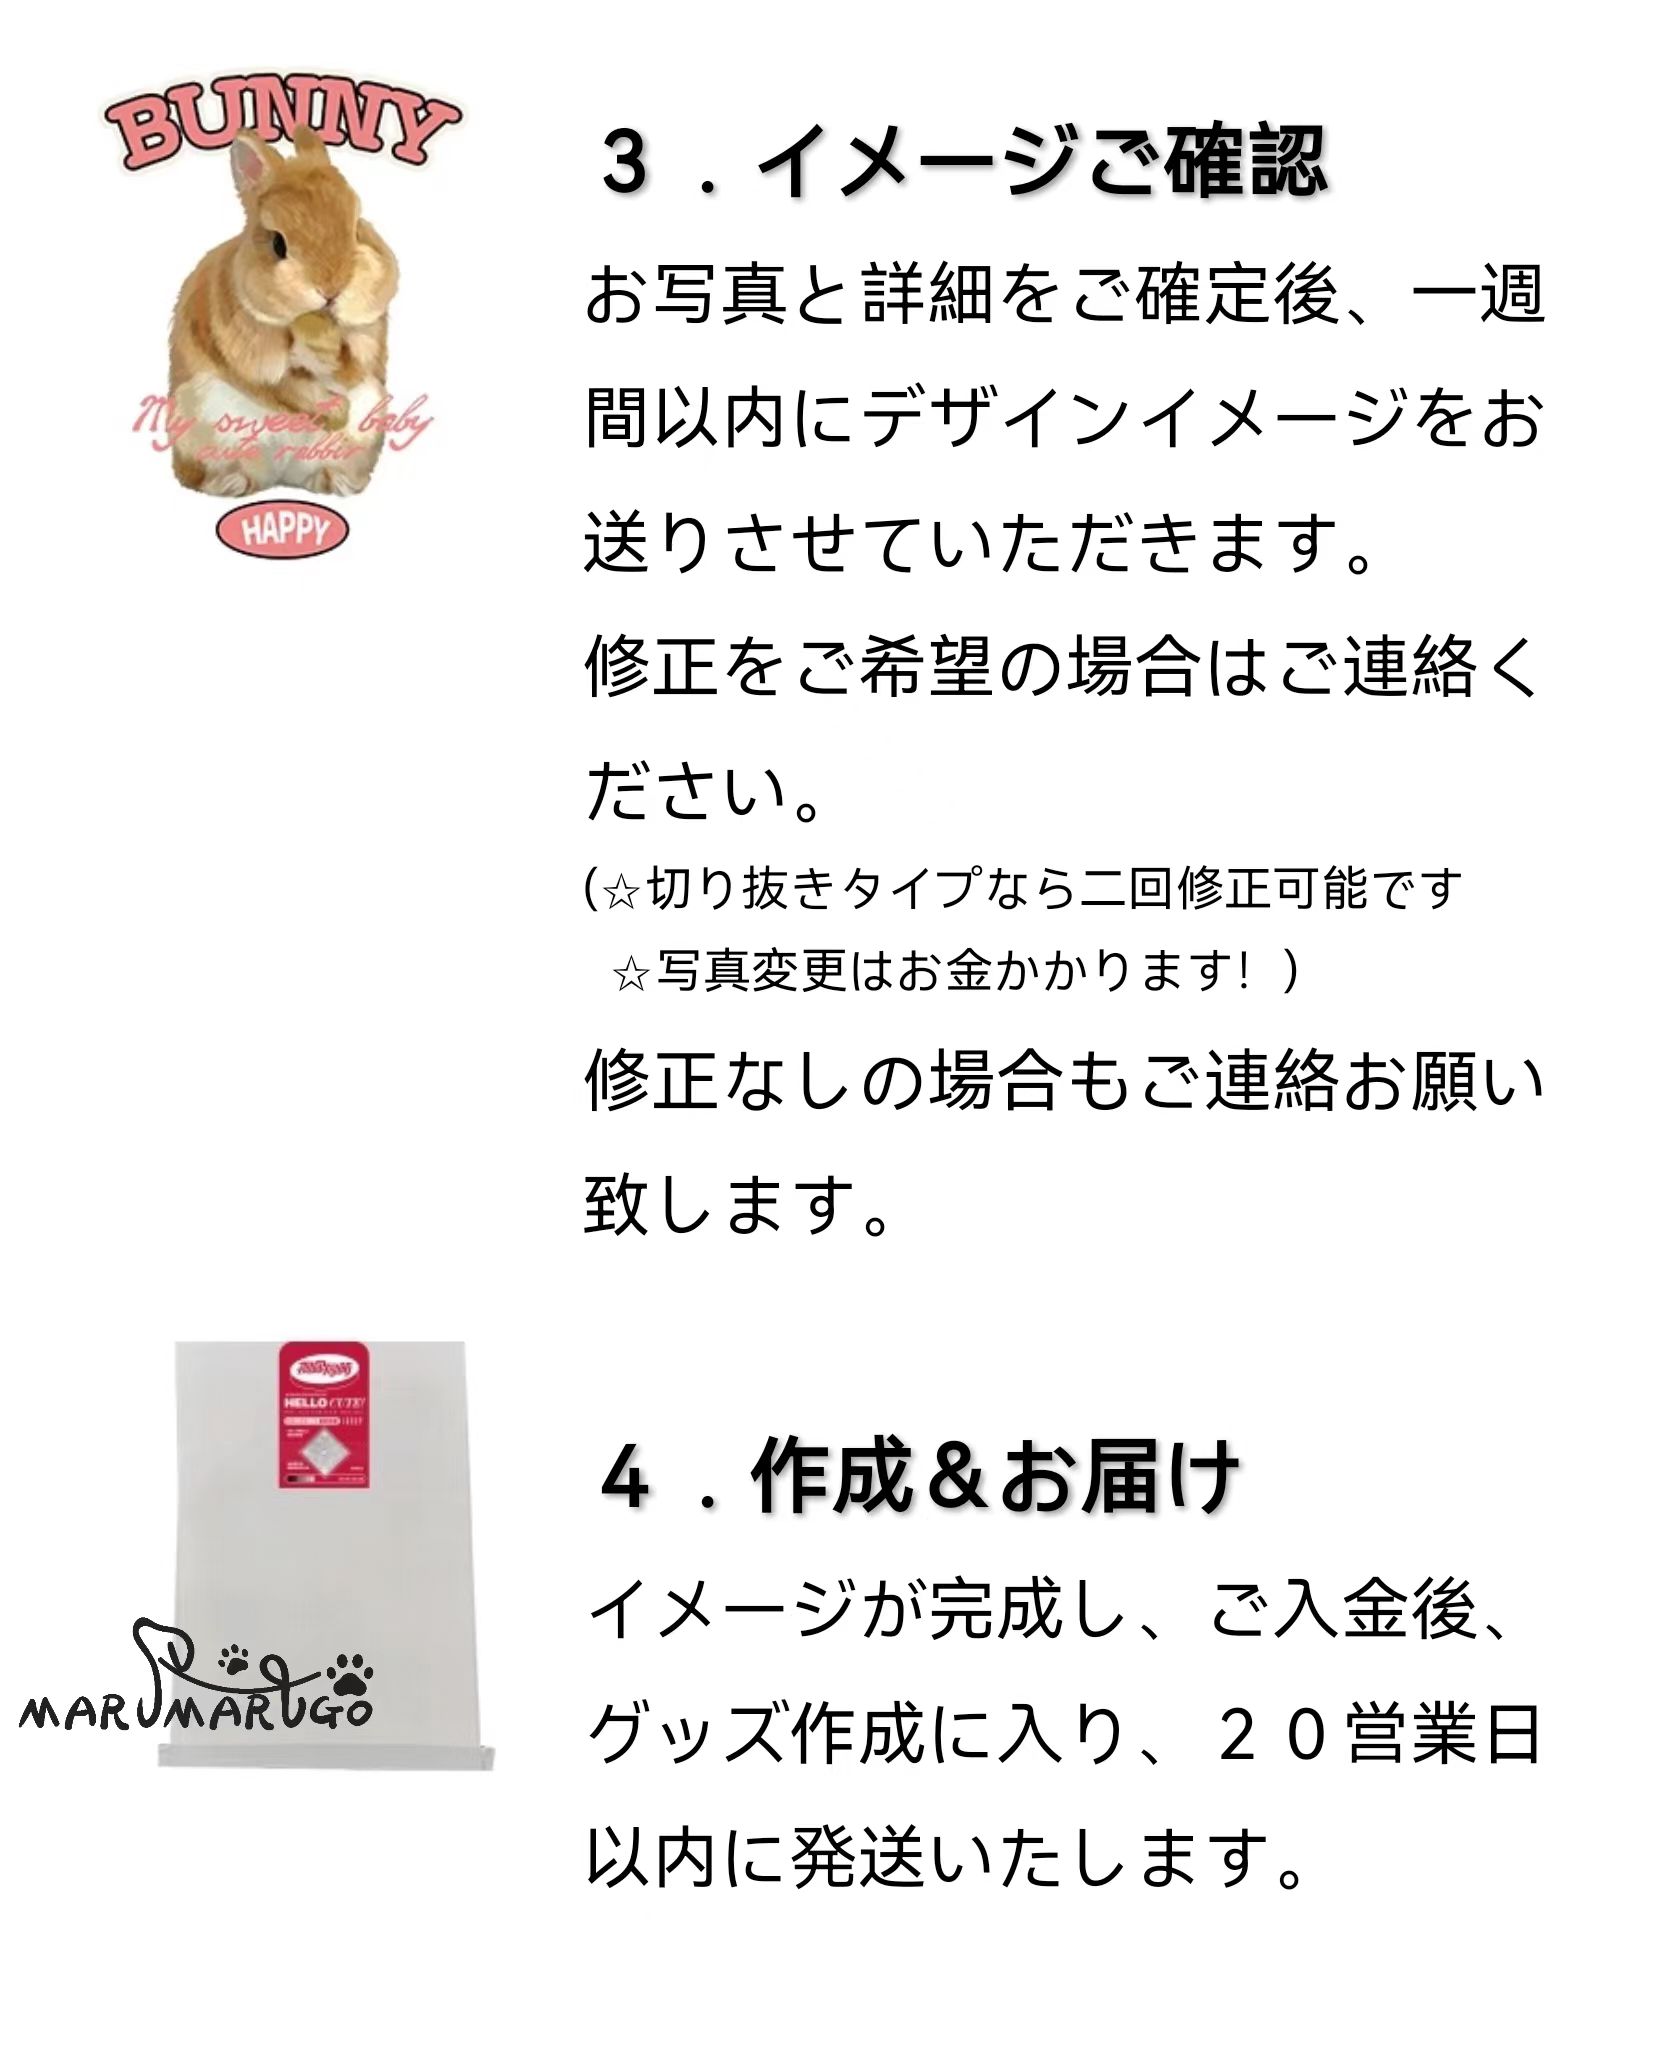 BUNNY
My sweet baby
cute rabbit
HAPPY
３．イメージご確認
お写真と詳細をご確定後、一週
間以内にデザインイメージをお
送りさせていただきます。
修正をご希望の場合はご連絡く
ださい。
(☆切り抜きタイプなら二回修正可能です
☆写真変更はお金かかります！)
修正なしの場合もご連絡お願い
致します。
HELLO
MARUMARUGO
４．作成＆お届け
イメージが完成し、ご入金後、
グッズ作成に入り、２０営業日
以内に発送いたします。